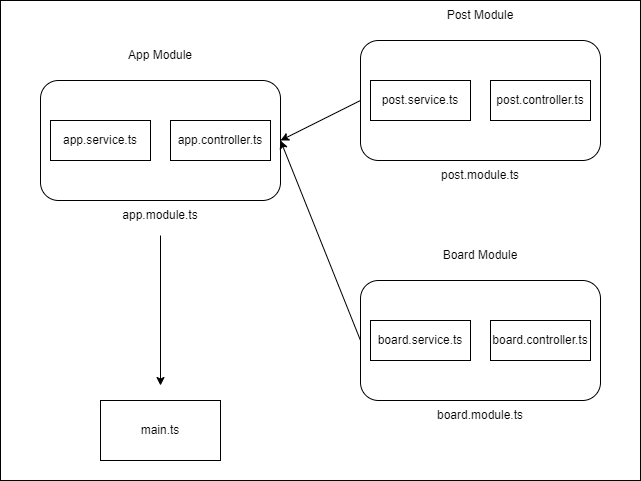 Post Module
App Module
post.service.ts
post.controller.ts
app.service.ts
app.controller.ts
post.module.ts
app.module.ts
Board Module
board.service.ts
board.controller.ts
board.module.ts
main.ts